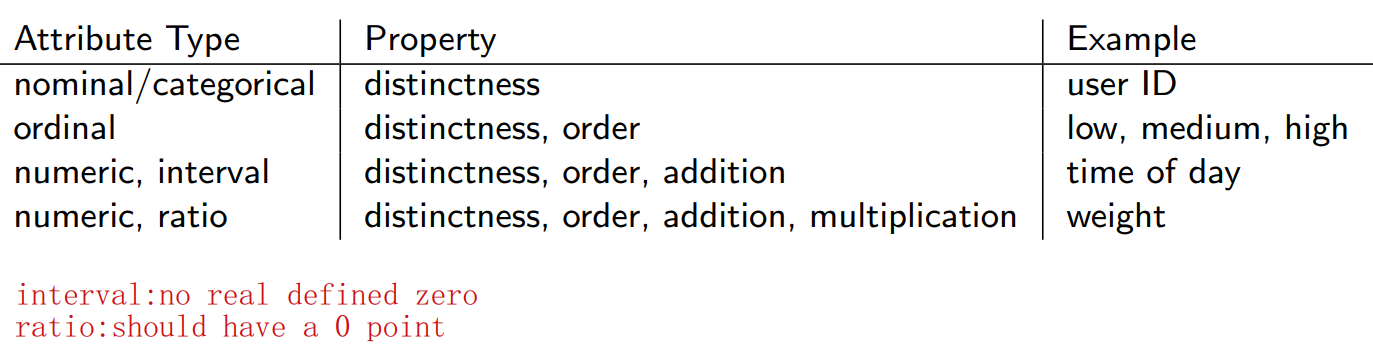 Attribute Type Property Example
nominal/categorical distinctness user ID
ordinal distinctness, order low, medium, high
numeric, interval distinctness, order, addition time of day
numeric, ratio distinctness, order, addition, multiplication weight
interval:no real defined zero
ratio:should have a 0 point